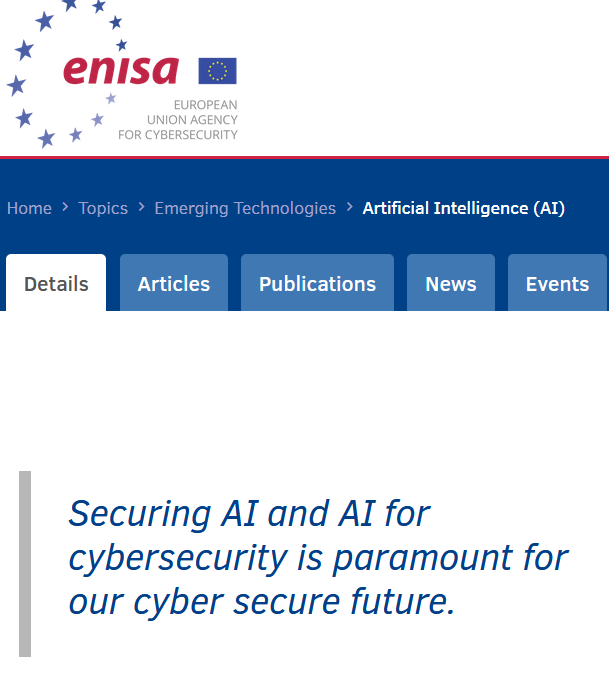 enisa
EUROPEAN
UNION AGENCY
FOR CYBERSECURITY
Home > Topics > Emerging Technologies > Artificial Intelligence (AI)
Details Articles Publications News Events
Securing AI and AI for
cybersecurity is paramount for
our cyber secure future.